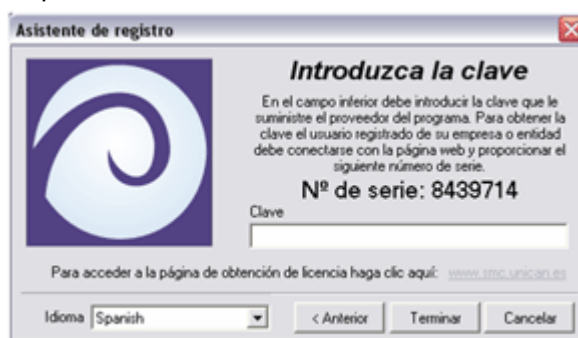 Asistente de registro
Introduzca la clave
En el campo inferior debe introducir la clave que le
suministre el proveedor del programa. Para obtener la
clave el usuario registrado de su empresa o entidad
debe conectarse con la página web y proporcionar el
siguiente número de serie.
Nº de serie: 8439714
Clave
Para acceder a la página de obtención de licencia haga clic aquí: www.smc.unican.es
Idioma Spanish < Anterior Terminar Cancelar